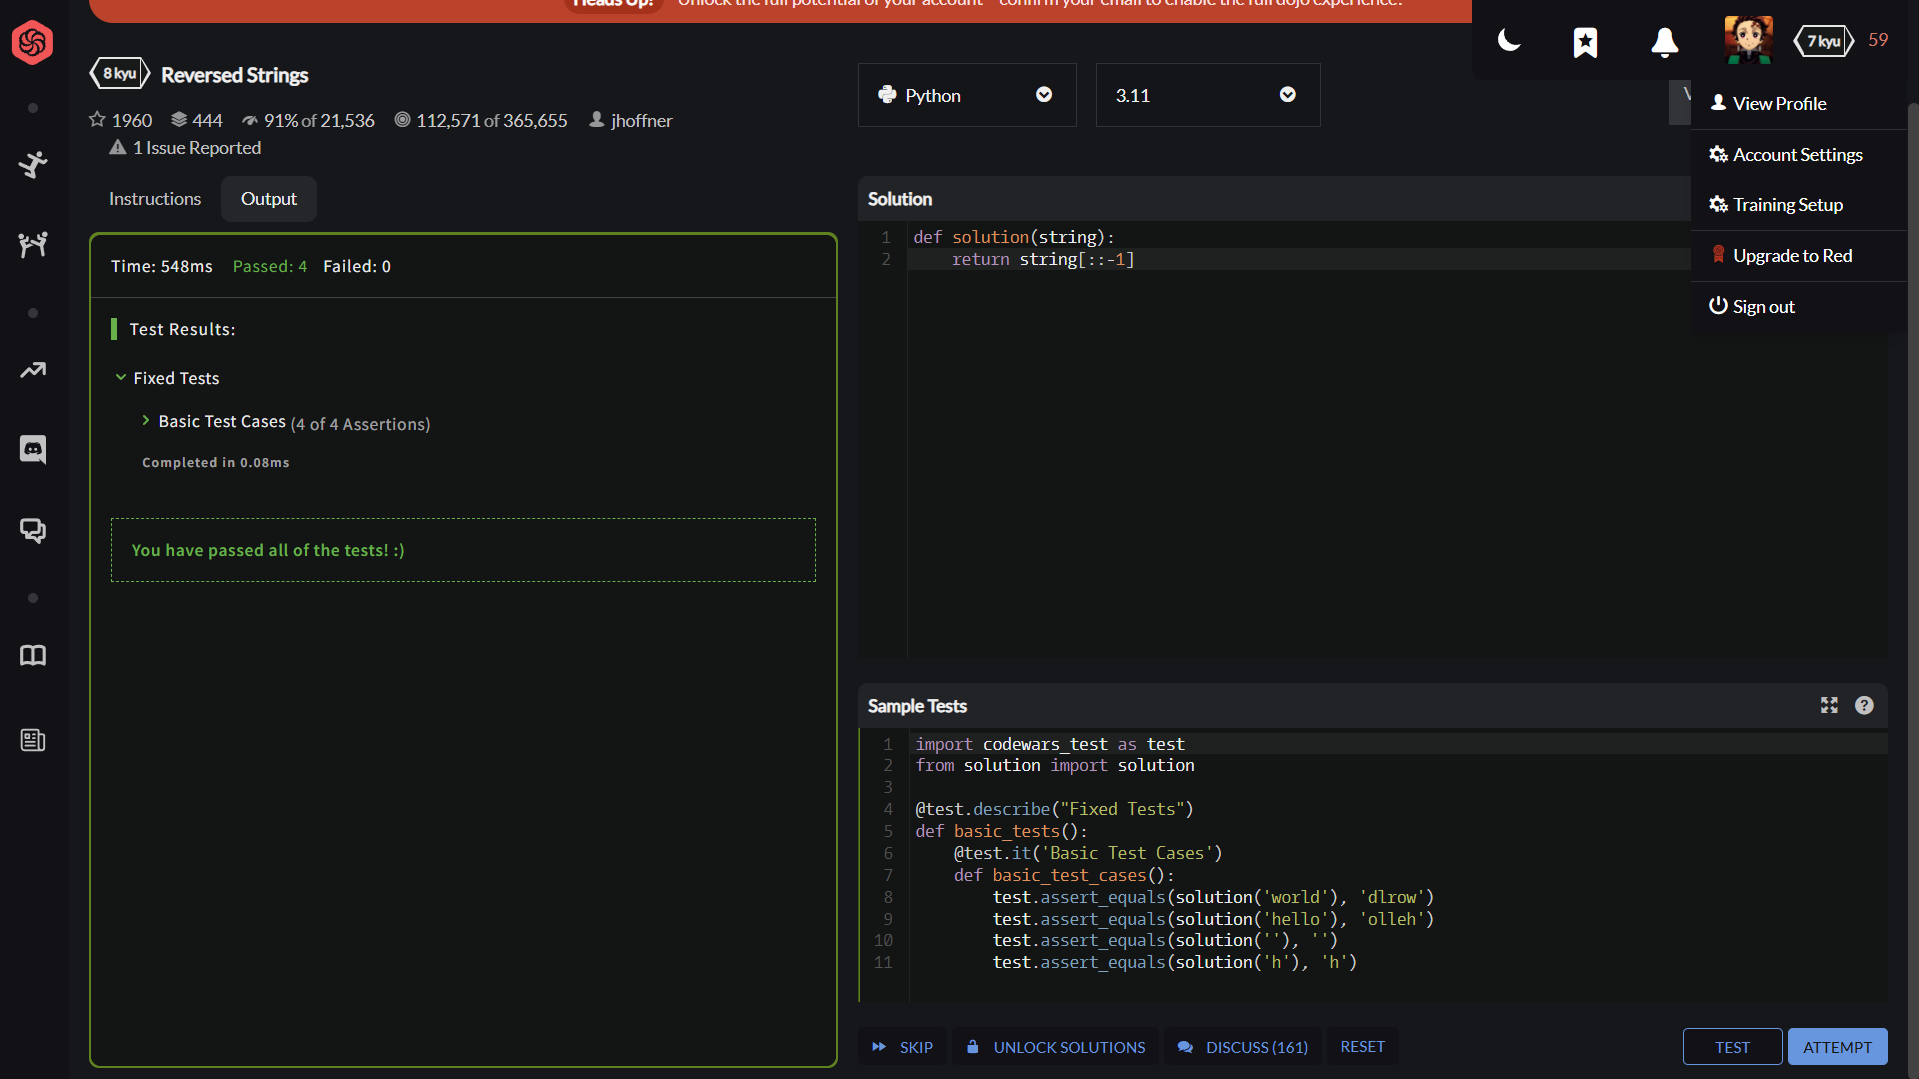 Heads Up! Unlock the full potential of your account - confirm your email to enable the full dojo experience!
7 kyu 59
8 kyu Reversed Strings
1960 444 91% of 21,536 112,571 of 365,655 jhoffner
1 Issue Reported
Python
3.11
View Profile
Account Settings
Training Setup
Upgrade to Red
Sign out
Instructions Output
Time: 548ms Passed: 4 Failed: 0
Test Results:
Fixed Tests
Basic Test Cases (4 of 4 Assertions)
Completed in 0.08ms
You have passed all of the tests! :)
Solution
1 def solution(string):
2     return string[::-1]
Sample Tests
1 import codewars_test as test
2 from solution import solution
3
4 @test.describe("Fixed Tests")
5 def basic_tests():
6     @test.it('Basic Test Cases')
7     def basic_test_cases():
8         test.assert_equals(solution('world'), 'dlrow')
9         test.assert_equals(solution('hello'), 'olleh')
10         test.assert_equals(solution(''), '')
11         test.assert_equals(solution('h'), 'h')
SKIP UNLOCK SOLUTIONS DISCUSS (161) RESET
TEST ATTEMPT